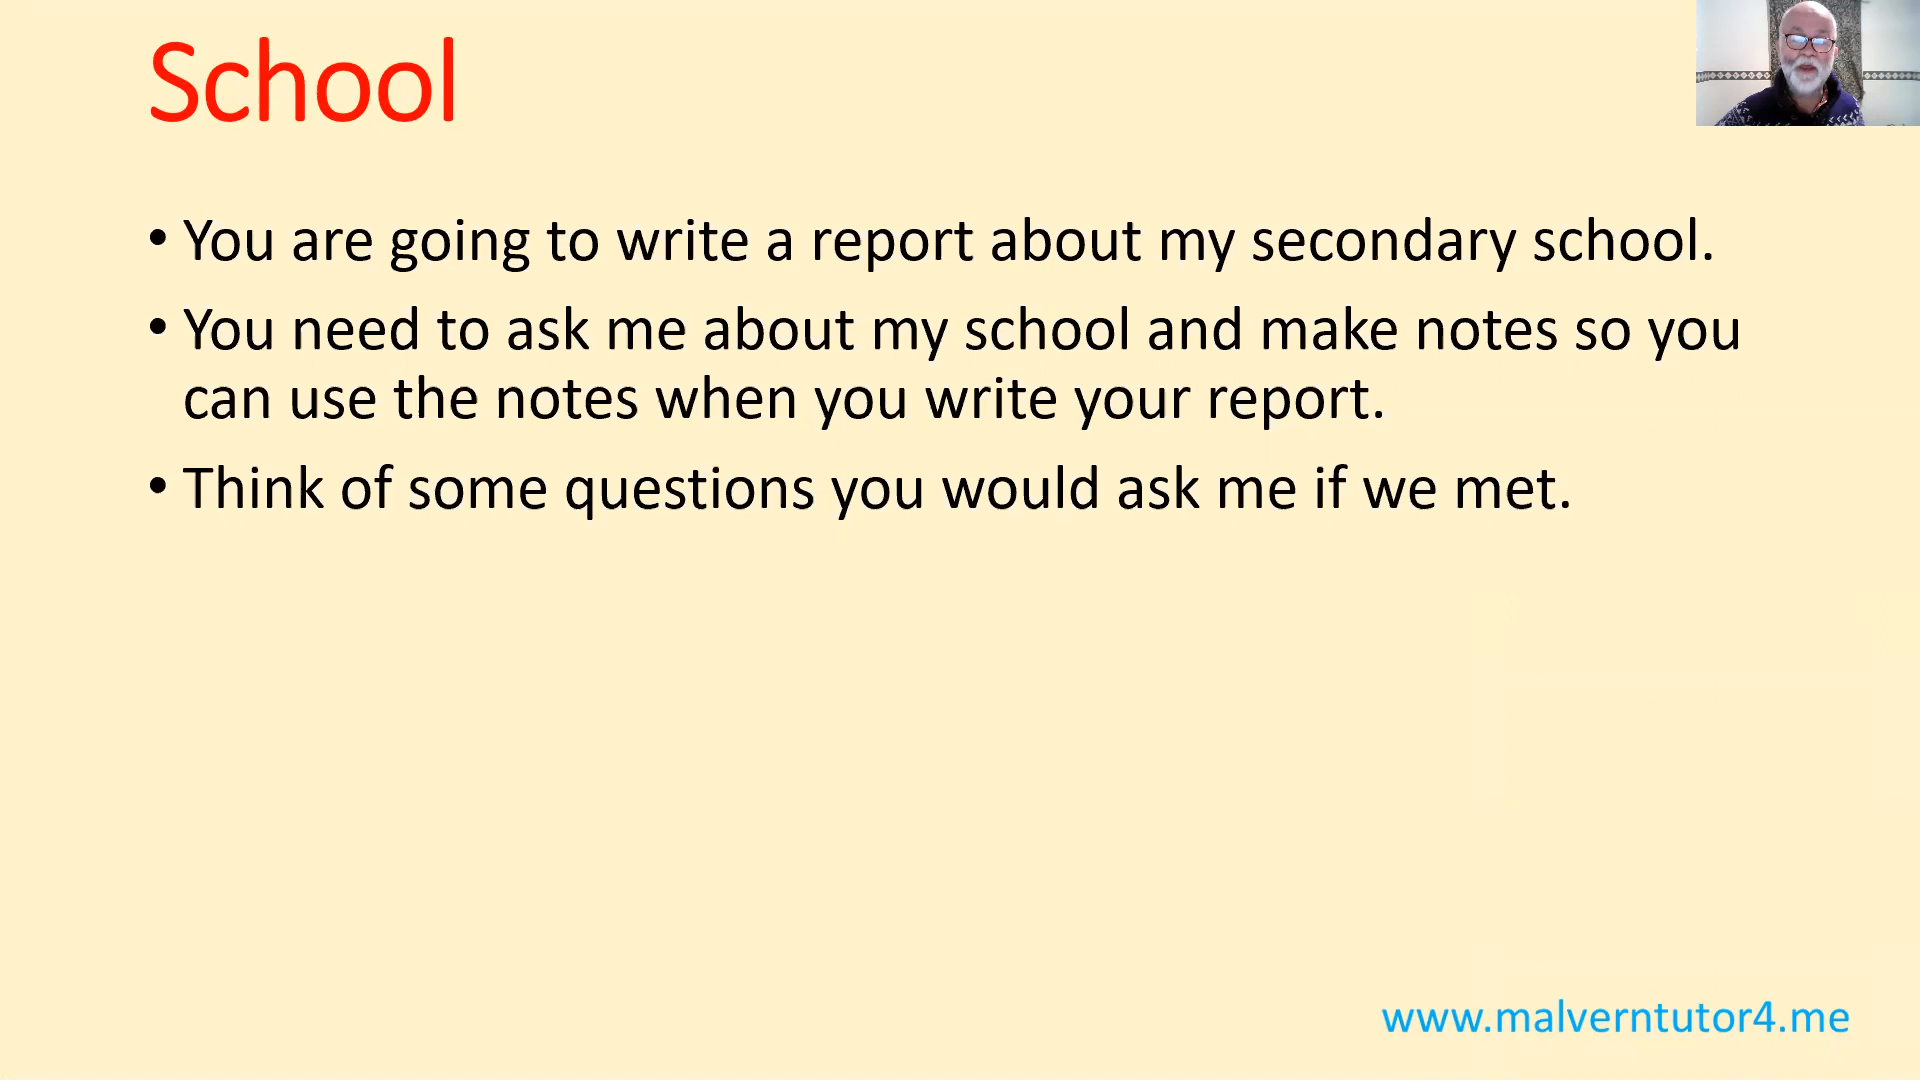 School
• You are going to write a report about my secondary school.
• You need to ask me about my school and make notes so you
can use the notes when you write your report.
• Think of some questions you would ask me if we met.
www.malverntutor4.me